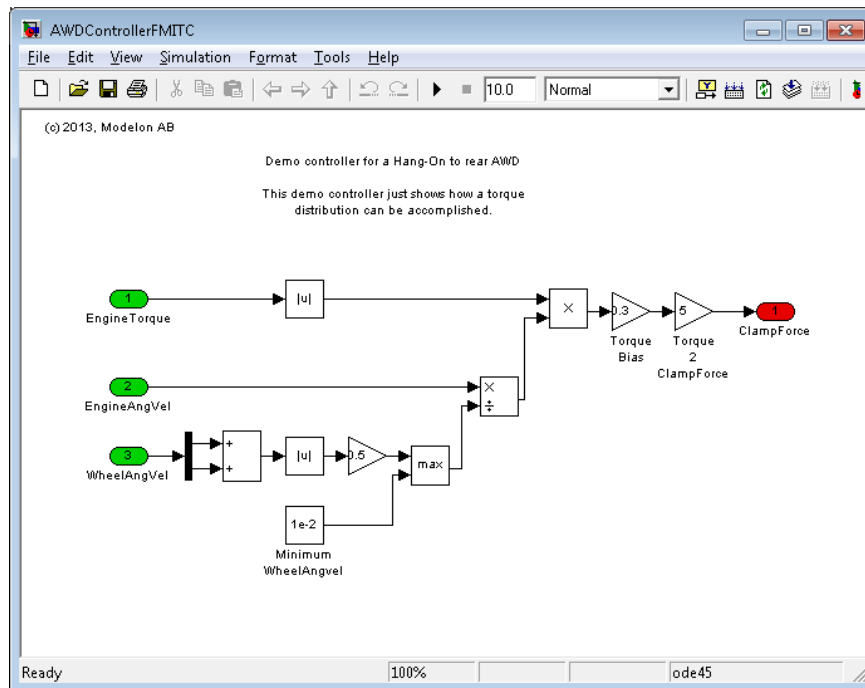 AWDControllerFMITC
File Edit View Simulation Format Tools Help
10.0 Normal
(c) 2013, Modelon AB
Demo controller for a Hang-On to rear AWD
This demo controller just shows how a torque
distribution can be accomplished.
1
EngineTorque
|u|
×
0.3
Torque
Bias
5
Torque
2
ClampForce
1
ClampForce
2
EngineAngVel
×
÷
3
WheelAngVel
+
+
|u|
0.5
max
1e-2
Minimum
WheelAngvel
Ready 100% ode45